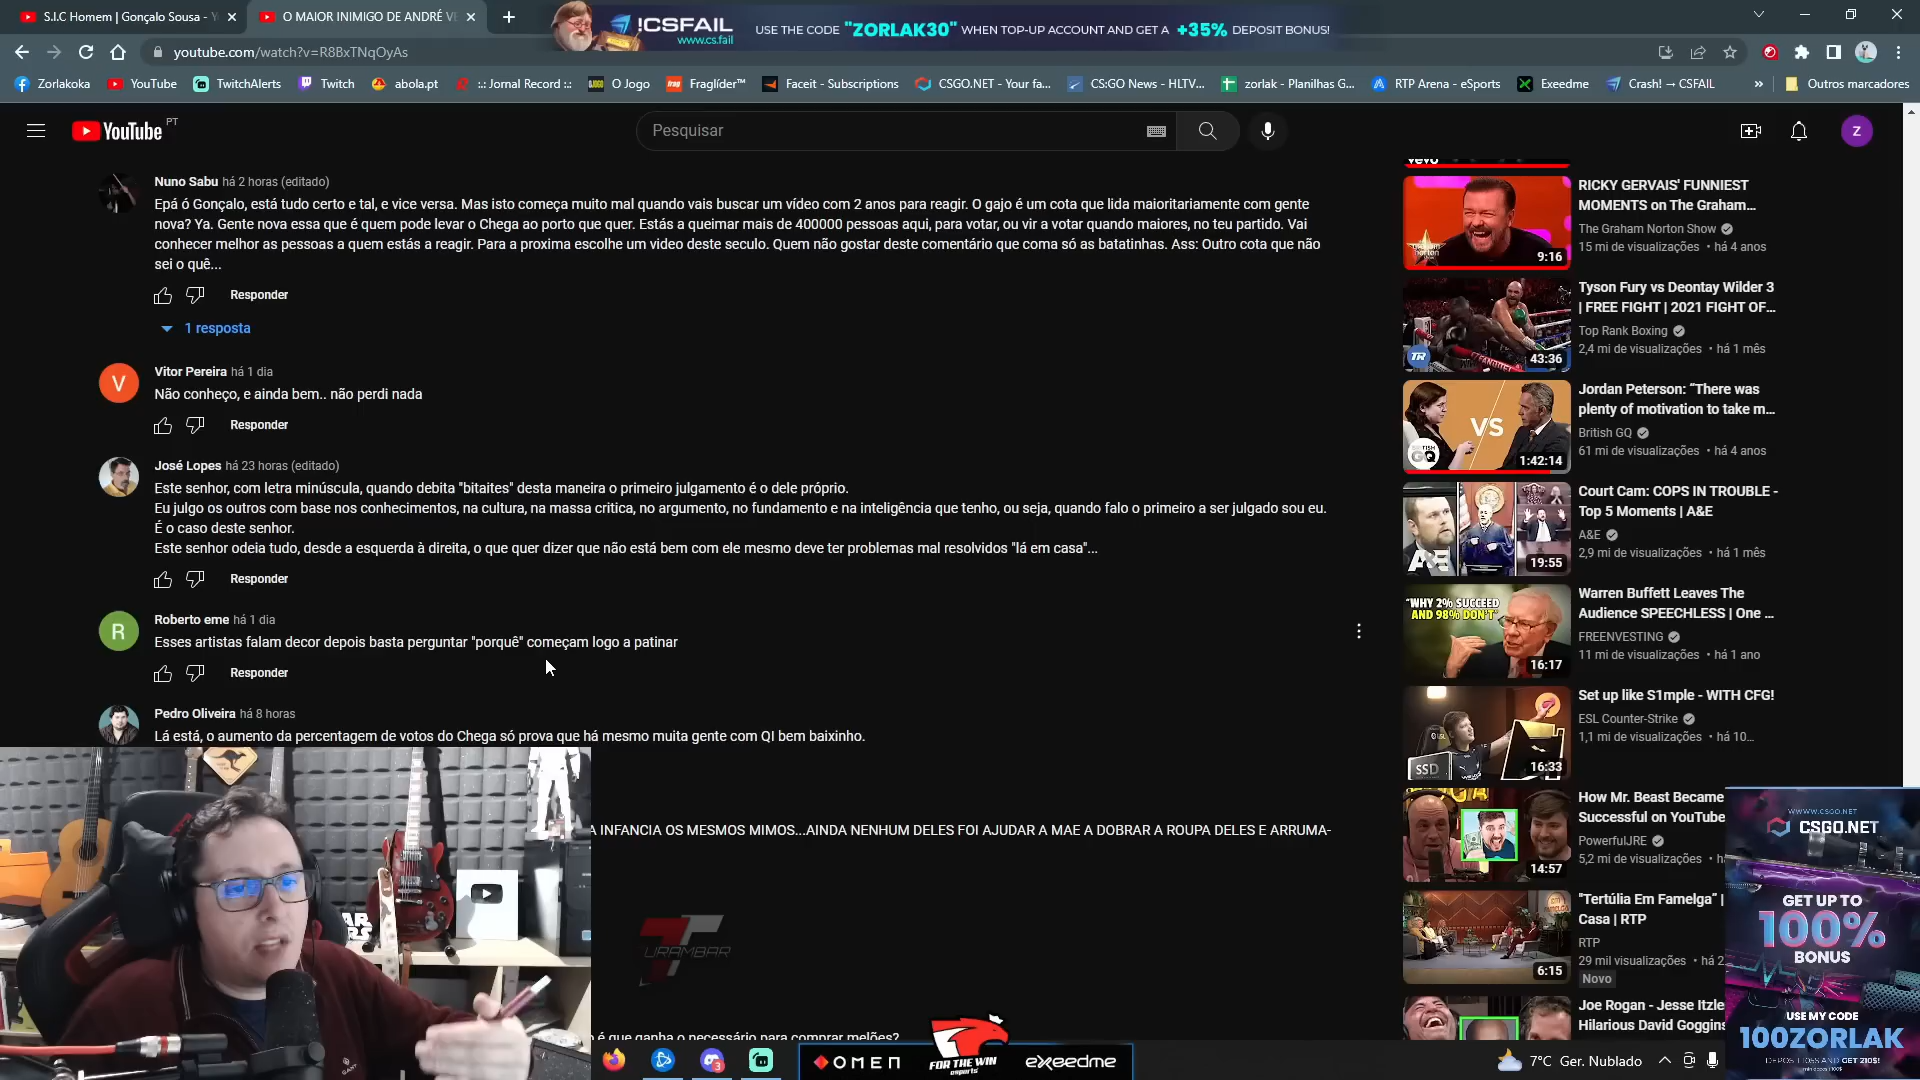 S.I.C Homem | Gonçalo Sousa - Y
O MAIOR INIMIGO DE ANDRÉ VE
!CSFAIL
www.cs.fail
USE THE CODE "ZORLAK30" WHEN TOP-UP ACCOUNT AND GET A +35% DEPOSIT BONUS!
youtube.com/watch?v=R8BxTNqOyAs
Zorlakoka
YouTube
TwitchAlerts
Twitch
abola.pt
::: Jornal Record :::
O Jogo
Fraglíder™
Faceit - Subscriptions
CSGO.NET - Your fa...
CS:GO News - HLTV...
zorlak - Planilhas G...
RTP Arena - eSports
Exeedme
Crash! → CSFAIL
»
Outros marcadores
YouTube PT
Pesquisar
Z
Nuno Sabu há 2 horas (editado)
Epá ó Gonçalo, está tudo certo e tal, e vice versa. Mas isto começa muito mal quando vais buscar um vídeo com 2 anos para reagir. O gajo é um cota que lida maioritariamente com gente
nova? Ya. Gente nova essa que é quem pode levar o Chega ao porto que quer. Estás a queimar mais de 400000 pessoas aqui, para votar, ou vir a votar quando maiores, no teu partido. Vai
conhecer melhor as pessoas a quem estás a reagir. Para a proxima escolhe um video deste seculo. Quem não gostar deste comentário que coma só as batatinhas. Ass: Outro cota que não
sei o quê...
Responder
1 resposta
V
Vitor Pereira há 1 dia
Não conheço, e ainda bem.. não perdi nada
Responder
José Lopes há 23 horas (editado)
Este senhor, com letra minúscula, quando debita "bitaites" desta maneira o primeiro julgamento é o dele próprio.
Eu julgo os outros com base nos conhecimentos, na cultura, na massa critica, no argumento, no fundamento e na inteligência que tenho, ou seja, quando falo o primeiro a ser julgado sou eu.
É o caso deste senhor.
Este senhor odeia tudo, desde a esquerda à direita, o que quer dizer que não está bem com ele mesmo deve ter problemas mal resolvidos "lá em casa"...
Responder
R
Roberto eme há 1 dia
Esses artistas falam decor depois basta perguntar "porquê" começam logo a patinar
Responder
Pedro Oliveira há 8 horas
Lá está, o aumento da percentagem de votos do Chega só prova que há mesmo muita gente com QI bem baixinho.
A INFANCIA OS MESMOS MIMOS...AINDA NENHUM DELES FOI AJUDAR A MAE A DOBRAR A ROUPA DELES E ARRUMA-
URAMBAR
é que ganha o necessário para comprar melões?
STAR
WARS
GANT
vevo
RICKY GERVAIS' FUNNIEST
MOMENTS on The Graham...
The Graham Norton Show
15 mi de visualizações • há 4 anos
9:16
Tyson Fury vs Deontay Wilder 3
| FREE FIGHT | 2021 FIGHT OF...
Top Rank Boxing
2,4 mi de visualizações • há 1 mês
TR
43:36
Jordan Peterson: “There was
plenty of motivation to take m...
British GQ
61 mi de visualizações • há 4 anos
VS
BRITISH
GQ
1:42:14
Court Cam: COPS IN TROUBLE -
Top 5 Moments | A&E
A&E
2,9 mi de visualizações • há 1 mês
A&E
19:55
Warren Buffett Leaves The
Audience SPEECHLESS | One ...
FREENVESTING
11 mi de visualizações • há 1 ano
"WHY 2% SUCCEED
AND 98% DON'T"
16:17
Set up like S1mple - WITH CFG!
ESL Counter-Strike
1,1 mi de visualizações • há 10...
SSD
16:33
How Mr. Beast Became
Successful on YouTube
PowerfulJRE
5,2 mi de visualizações • h
14:57
"Tertúlia Em Famelga” |
Casa | RTP
RTP
29 mil visualizações • há 2
Novo
6:15
Joe Rogan - Jesse Itzle
Hilarious David Goggins
WWW.CSGO.NET
CSGO.NET
GET UP TO
100%
BONUS
USE MY CODE
100ZORLAK
3
OMEN
FOR THE WIN
esports
exeedme
7°C Ger. Nublado